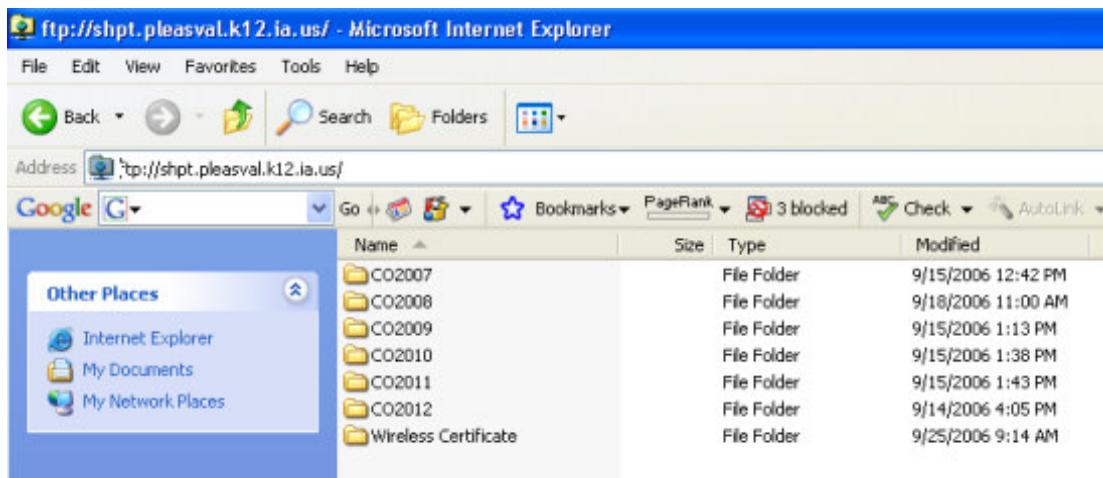 ftp://shpt.pleasval.k12.ia.us/ - Microsoft Internet Explorer
File Edit View Favorites Tools Help
Back Search Folders
Address tp://shpt.pleasval.k12.ia.us/
Google G Go Bookmarks PageRank 3 blocked ABC Check AutoLink
Name Size Type Modified
Other Places
Internet Explorer
My Documents
My Network Places
CO2007 File Folder 9/15/2006 12:42 PM
CO2008 File Folder 9/18/2006 11:00 AM
CO2009 File Folder 9/15/2006 1:13 PM
CO2010 File Folder 9/15/2006 1:38 PM
CO2011 File Folder 9/15/2006 1:43 PM
CO2012 File Folder 9/14/2006 4:05 PM
Wireless Certificate File Folder 9/25/2006 9:14 AM